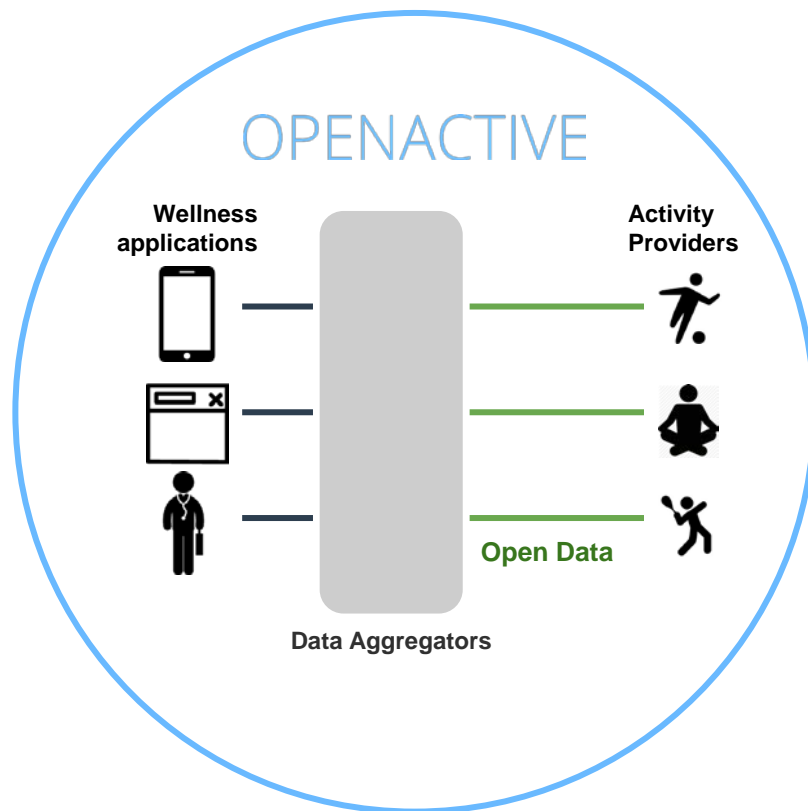 OPENACTIVE
Wellness
applications
Activity
Providers
Open Data
Data Aggregators